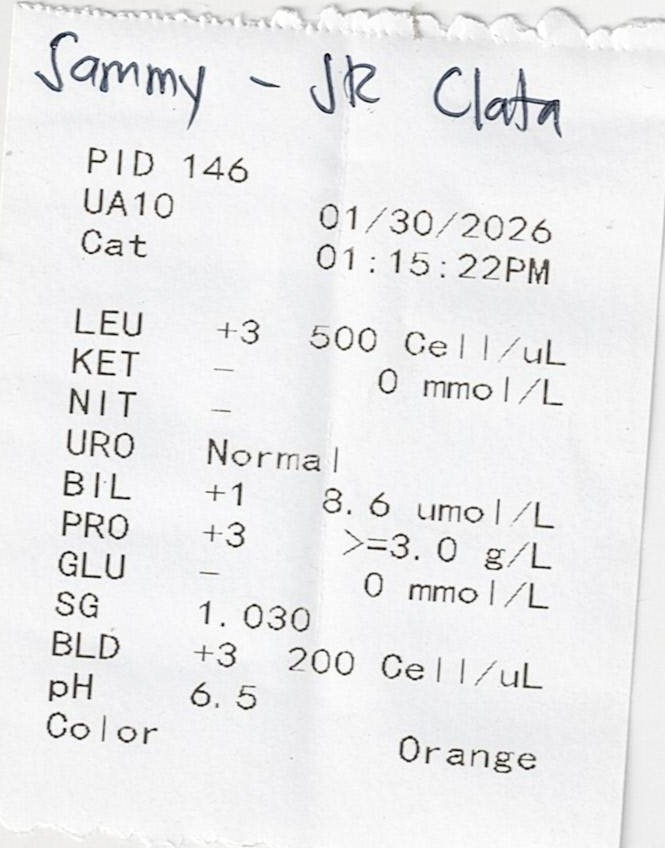 Sammy - JR Clata
PID 146
UA10 01/30/2026
Cat 01:15:22PM
LEU +3 500 Cell/uL
KET - 0 mmol/L
NIT -
URO Normal
BIL +1 8.6 umol/L
PRO +3 >=3.0 g/L
GLU - 0 mmol/L
SG 1.030
BLD +3 200 Cell/uL
pH 6.5
Color Orange